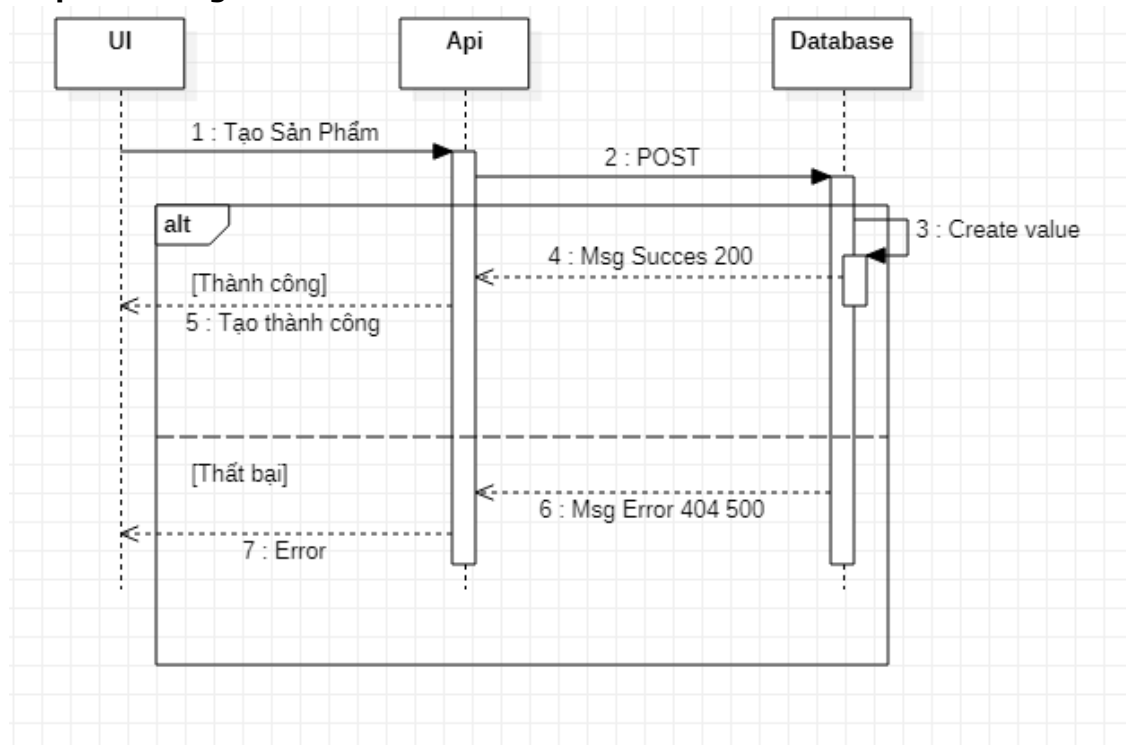 UI
Api
Database
1 : Tạo Sản Phẩm
2 : POST
alt
3 : Create value
4 : Msg Succes 200
[Thành công]
5 : Tạo thành công
[Thất bại]
6 : Msg Error 404 500
7 : Error